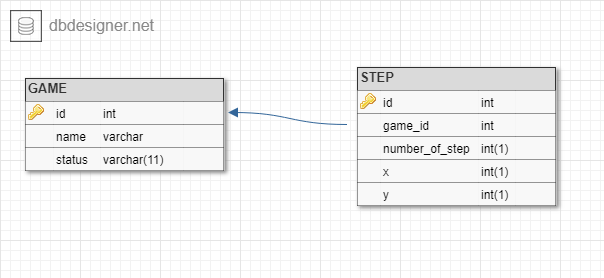 dbdesigner.net
GAME
id int
name varchar
status varchar(11)
STEP
id int
game_id int
number_of_step int(1)
x int(1)
y int(1)